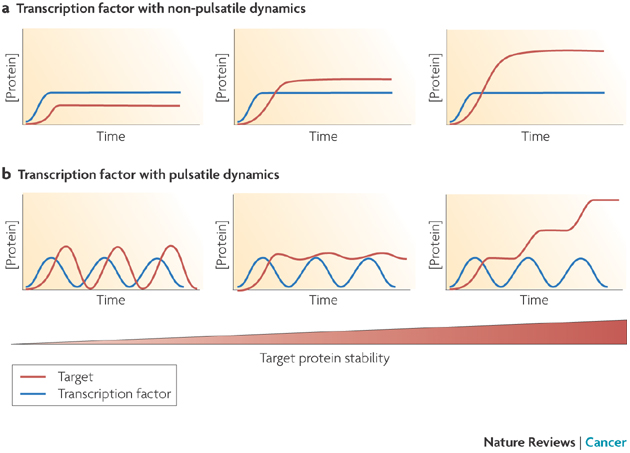 a Transcription factor with non-pulsatile dynamics
[Protein]
Time
[Protein]
Time
[Protein]
Time
b Transcription factor with pulsatile dynamics
[Protein]
Time
[Protein]
Time
[Protein]
Time
Target protein stability
Target
Transcription factor
Nature Reviews | Cancer